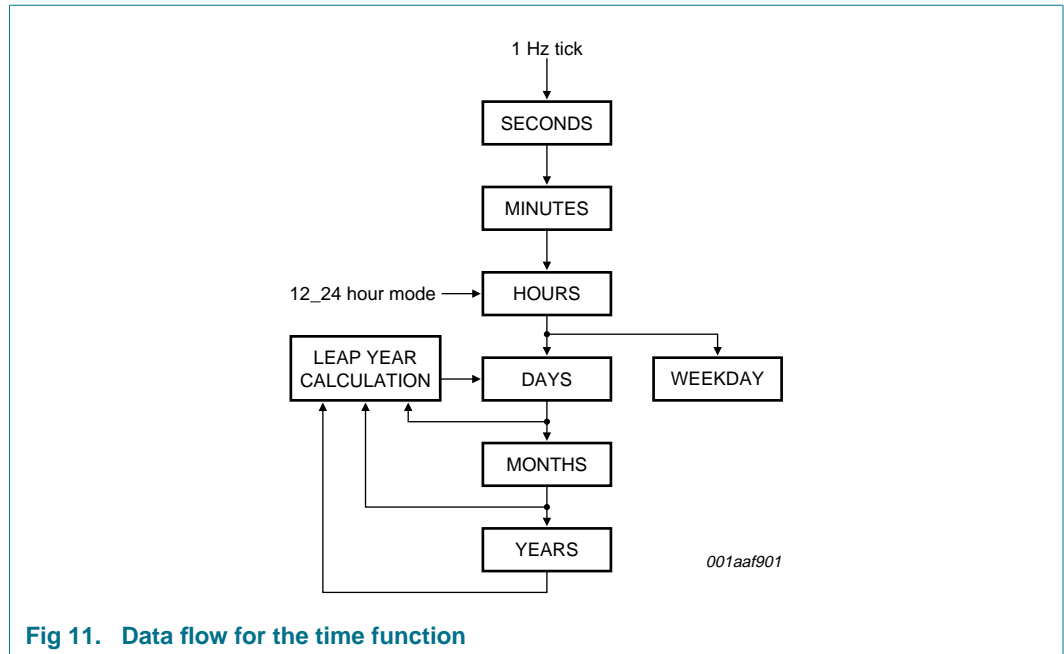 1 Hz tick
SECONDS
MINUTES
12_24 hour mode
HOURS
LEAP YEAR
CALCULATION
DAYS
WEEKDAY
MONTHS
YEARS
001aaf901
Fig 11. Data flow for the time function